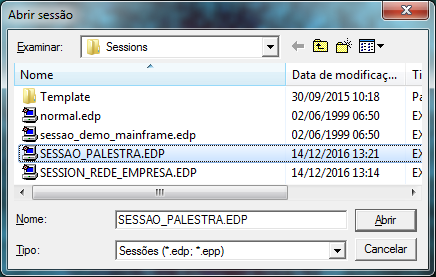 Abrir sessão
Examinar: Sessions
Nome Data de modificaç... Ti
Template 30/09/2015 10:18 Pa
normal.edp 02/06/1999 06:50 EX
sessao_demo_mainframe.edp 02/06/1999 06:50 EX
SESSAO_PALESTRA.EDP 14/12/2016 13:21 EX
SESSION_REDE_EMPRESA.EDP 14/12/2016 13:14 EX
Nome: SESSAO_PALESTRA.EDP Abrir
Tipo: Sessões (*.edp; *.epp) Cancelar